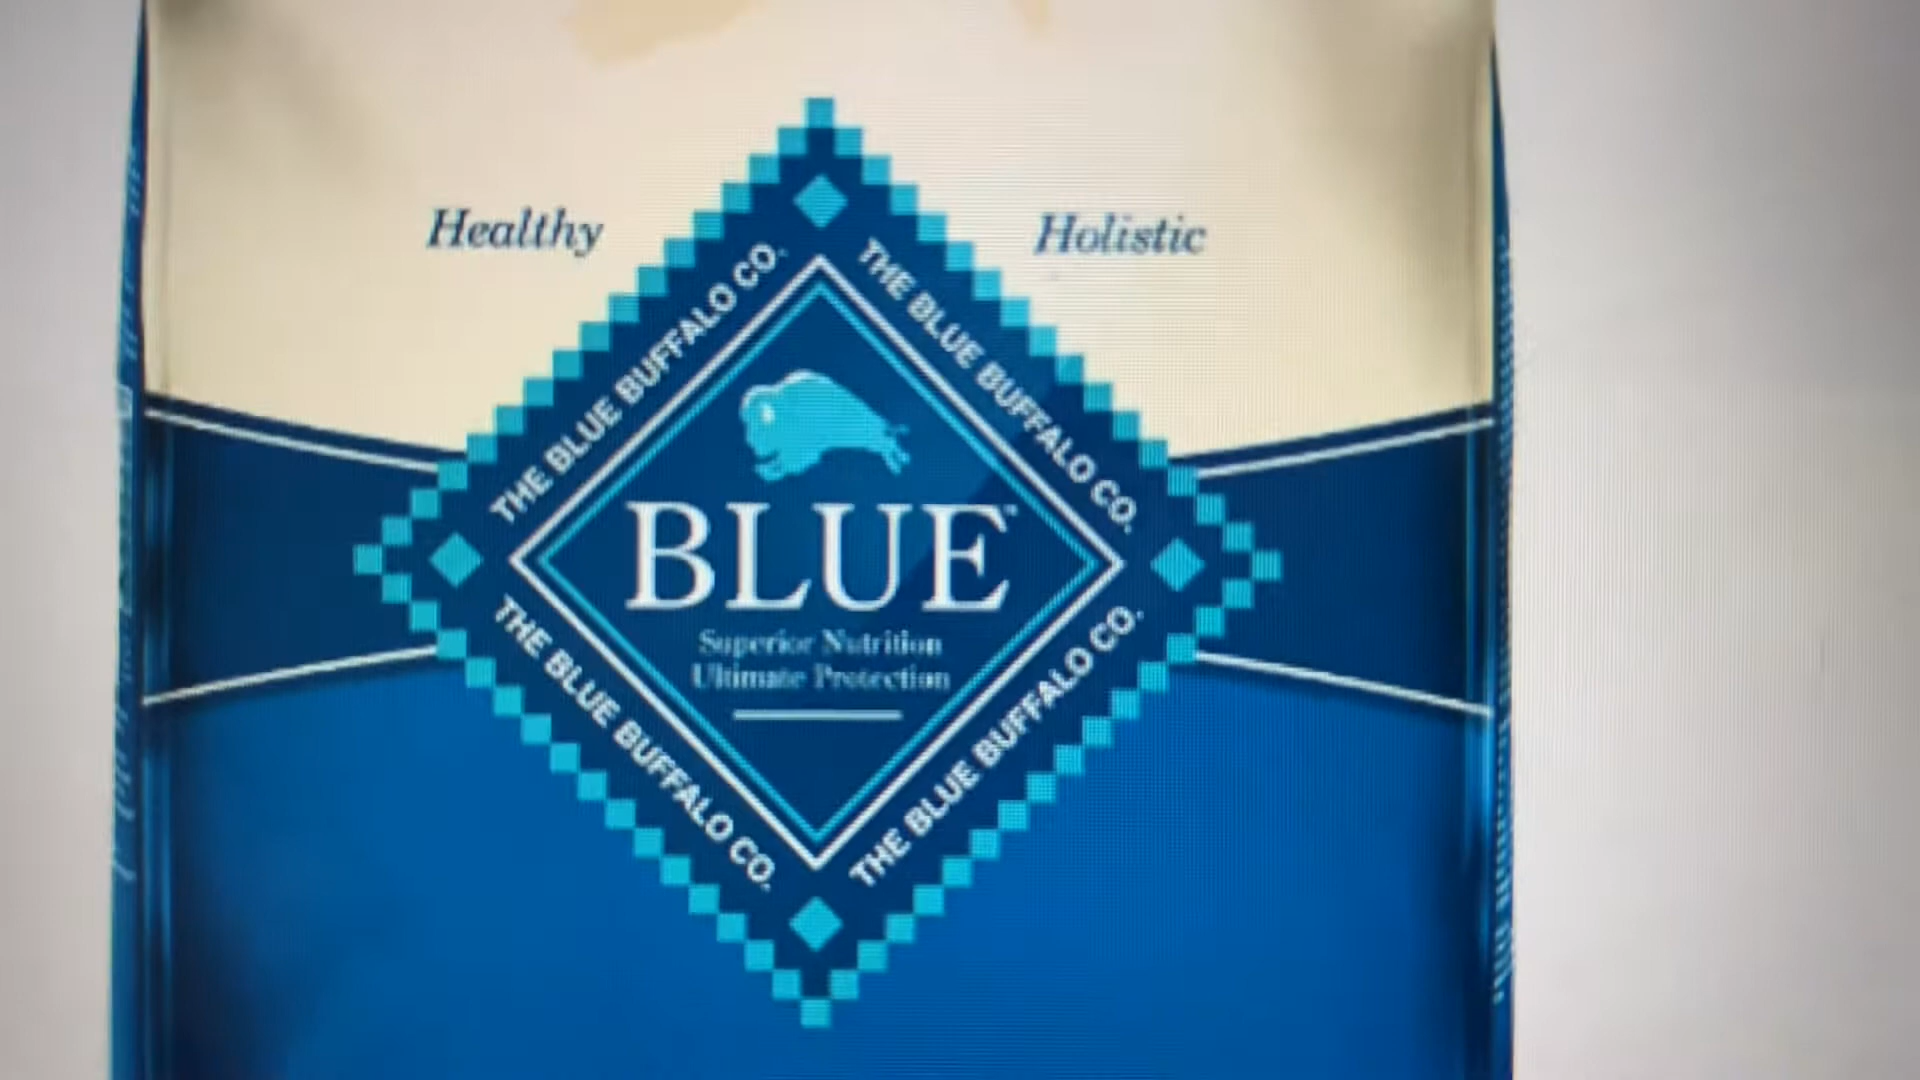 Healthy
Holistic
THE BLUE BUFFALO CO.
THE BLUE BUFFALO CO.
BLUE
Superior Nutrition
Ultimate Protection
THE BLUE BUFFALO CO.
THE BLUE BUFFALO CO.